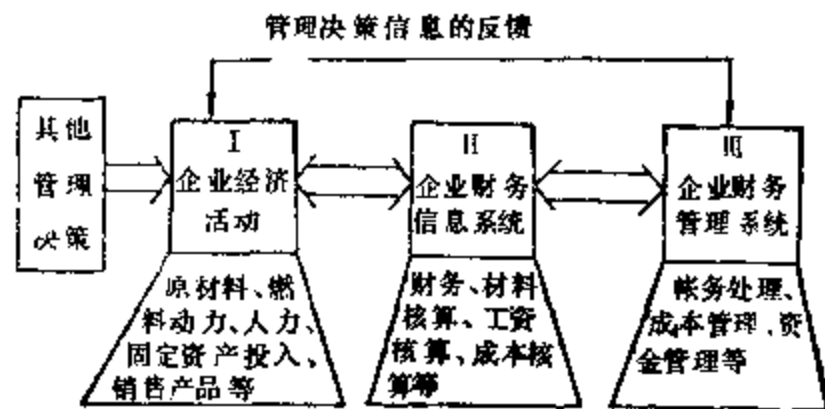 管理决策信息的反馈
其他
管理
决策
I
企业经济
活动
II
企业财务
信息系统
III
企业财务
管理系统
原材料、燃
料动力、人力、
固定资产投入、
销售产品等
财务、材料
核算、工资
核算、成本核
算等
帐务处理、
成本管理、资
金管理等